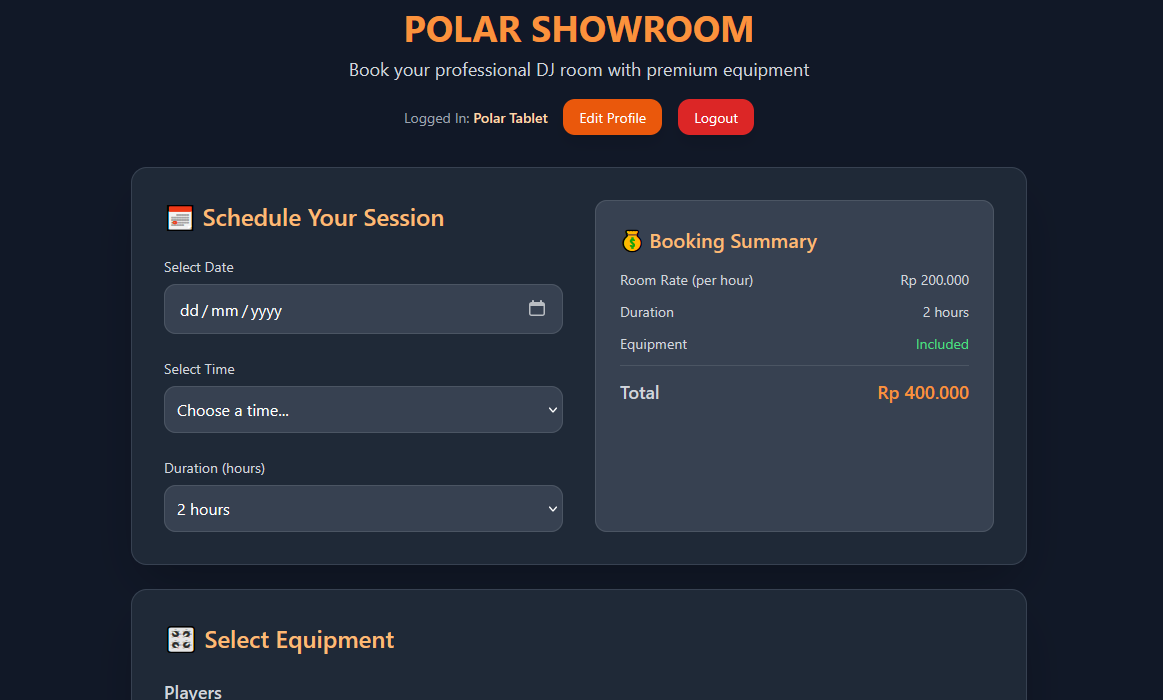 POLAR SHOWROOM
Book your professional DJ room with premium equipment
Logged In: Polar Tablet
Edit Profile
Logout
Schedule Your Session
Select Date
dd/mm/yyyy
Select Time
Choose a time...
Duration (hours)
2 hours
Booking Summary
Room Rate (per hour) Rp 200.000
Duration 2 hours
Equipment Included
Total Rp 400.000
Select Equipment
Players